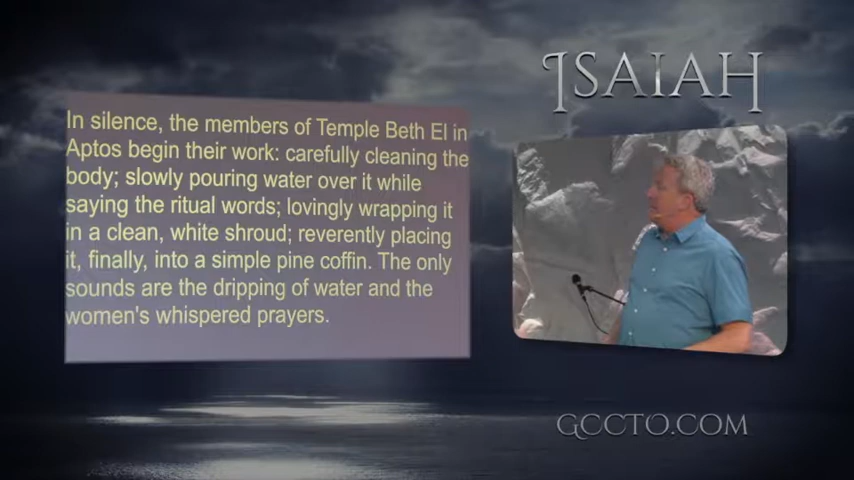 ISAIAH
In silence, the members of Temple Beth El in
Aptos begin their work: carefully cleaning the
body; slowly pouring water over it while
saying the ritual words; lovingly wrapping it
in a clean, white shroud; reverently placing
it, finally, into a simple pine coffin. The only
sounds are the dripping of water and the
women's whispered prayers.
GCCTO.COM